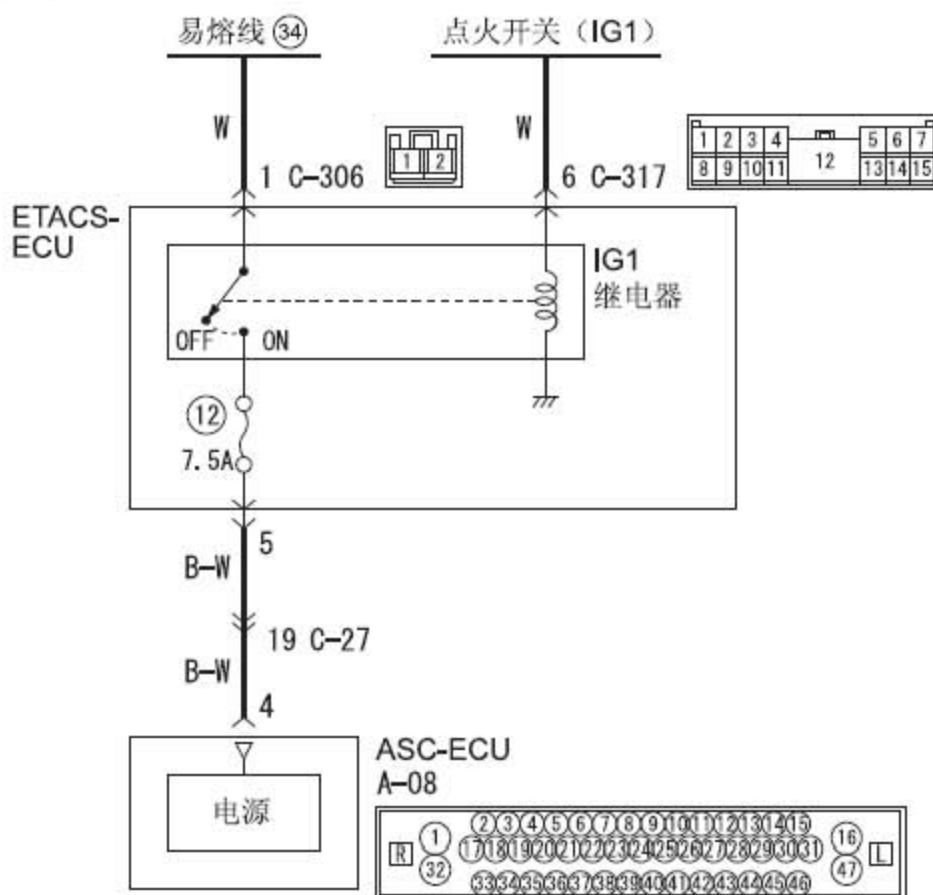 易熔线 ㉞ 点火开关（IG1）
W W
1 2
1 2 3 4 5 6 7
8 9 10 11 12 13 14 15
1 C-306 6 C-317
ETACS-
ECU
IG1
继电器
OFF ON
⑫
7.5A
5
B-W
19 C-27
B-W
4
ASC-ECU
A-08
电源
2 3 4 5 6 7 8 9 10 11 12 13 14 15
R 1 16 L
17 18 19 20 21 22 23 24 25 26 27 28 29 30 31
32 47
33 34 35 36 37 38 39 40 41 42 43 44 45 46